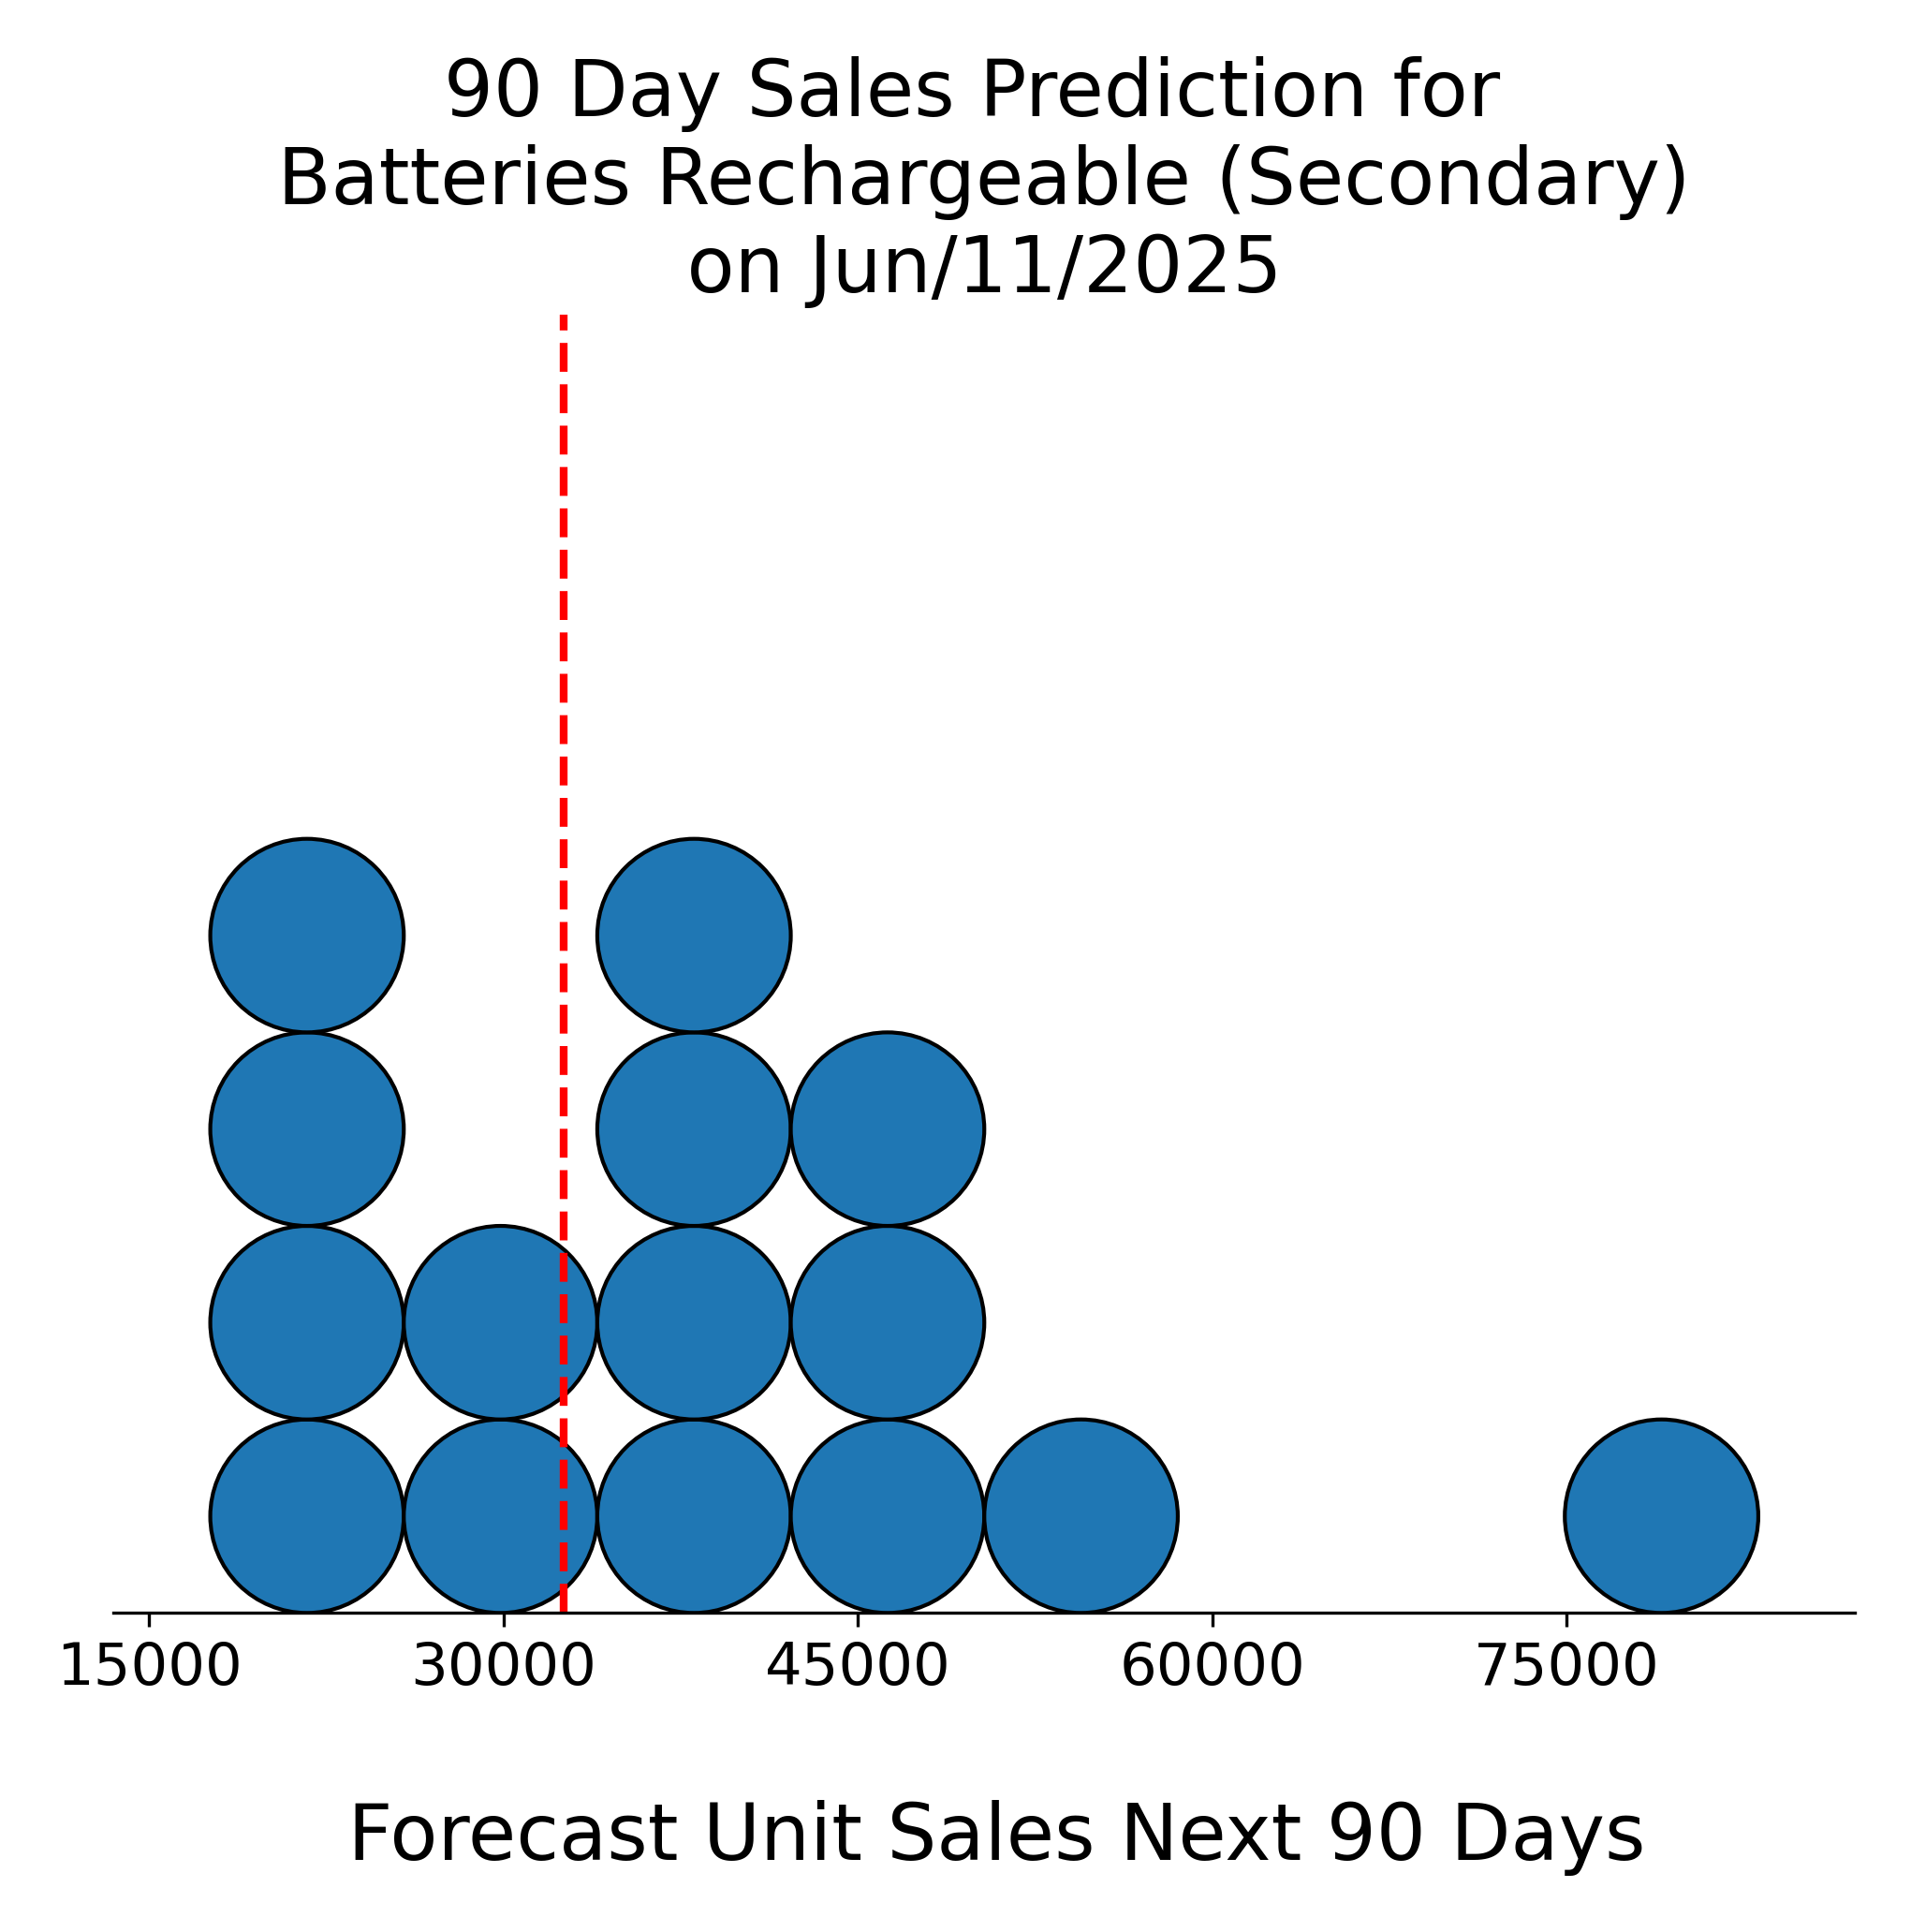 90 Day Sales Prediction for
Batteries Rechargeable (Secondary)
on Jun/11/2025
15000 30000 45000 60000 75000
Forecast Unit Sales Next 90 Days